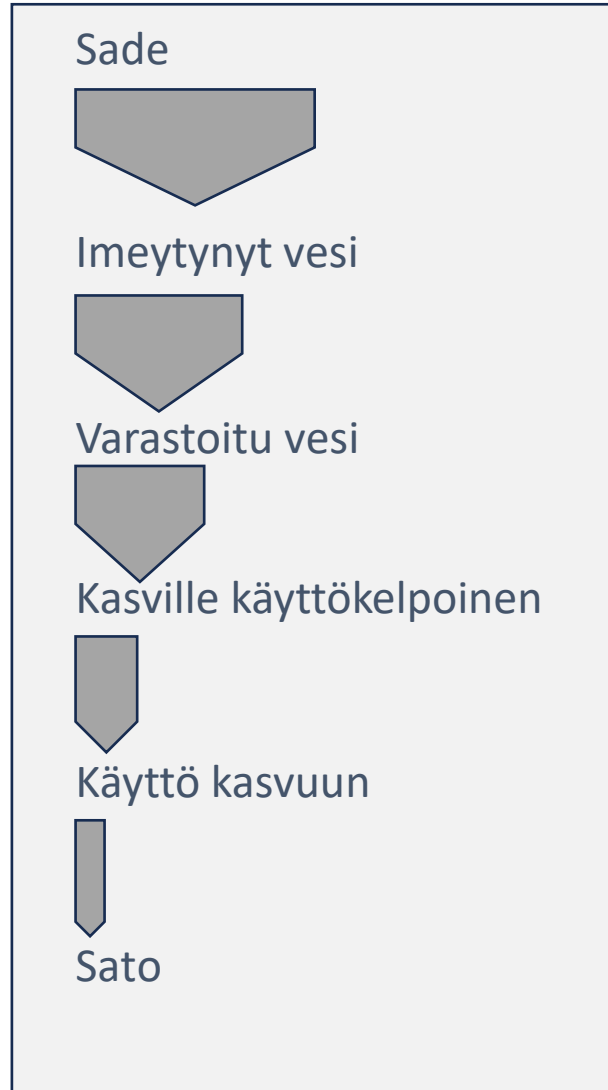 Sade
Imeytynyt vesi
Varastoitu vesi
Kasville käyttökelpoinen
Käyttö kasvuun
Sato